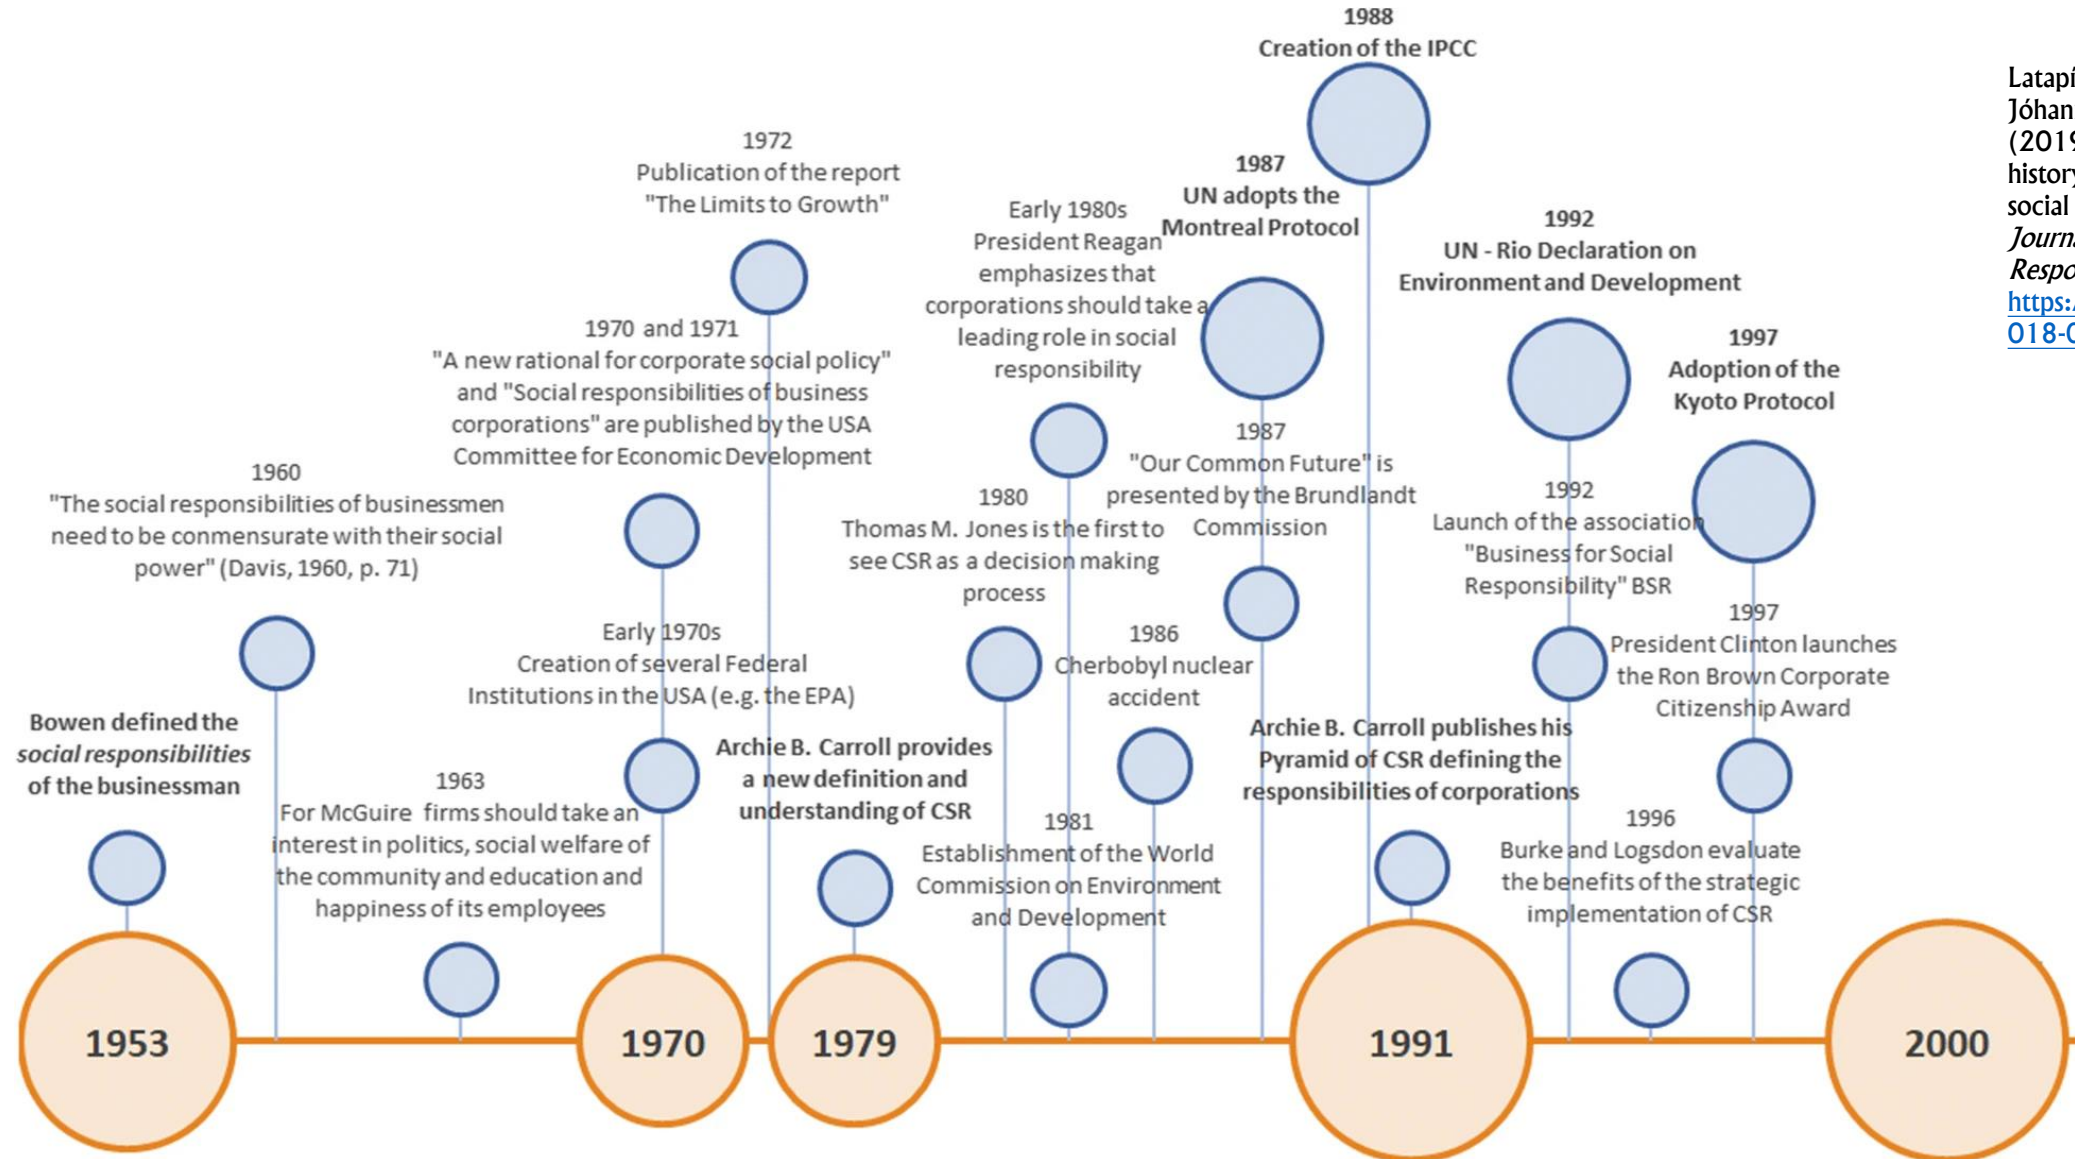 1988
Creation of the IPCC
1972
Publication of the report
"The Limits to Growth"
1987
UN adopts the
Montreal Protocol
Early 1980s
President Reagan
emphasizes that
corporations should take a
leading role in social
responsibility
1992
UN - Rio Declaration on
Environment and Development
1970 and 1971
"A new rational for corporate social policy"
and "Social responsibilities of business
corporations" are published by the USA
Committee for Economic Development
1997
Adoption of the
Kyoto Protocol
1960
"The social responsibilities of businessmen
need to be conmensurate with their social
power" (Davis, 1960, p. 71)
1980
Thomas M. Jones is the first to
see CSR as a decision making
process
1987
"Our Common Future" is
presented by the Brundlandt
Commission
1992
Launch of the association
"Business for Social
Responsibility" BSR
Early 1970s
Creation of several Federal
Institutions in the USA (e.g. the EPA)
1986
Cherbobyl nuclear
accident
1997
President Clinton launches
the Ron Brown Corporate
Citizenship Award
Bowen defined the
social responsibilities
of the businessman
1963
For McGuire firms should take an
interest in politics, social welfare of
the community and education and
happiness of its employees
Archie B. Carroll provides
a new definition and
understanding of CSR
1981
Establishment of the World
Commission on Environment
and Development
Archie B. Carroll publishes his
Pyramid of CSR defining the
responsibilities of corporations
1996
Burke and Logsdon evaluate
the benefits of the strategic
implementation of CSR
1953
1970
1979
1991
2000
Latapí
Jóhan
(2019
history
social
Journ
Respo
https:
018-0